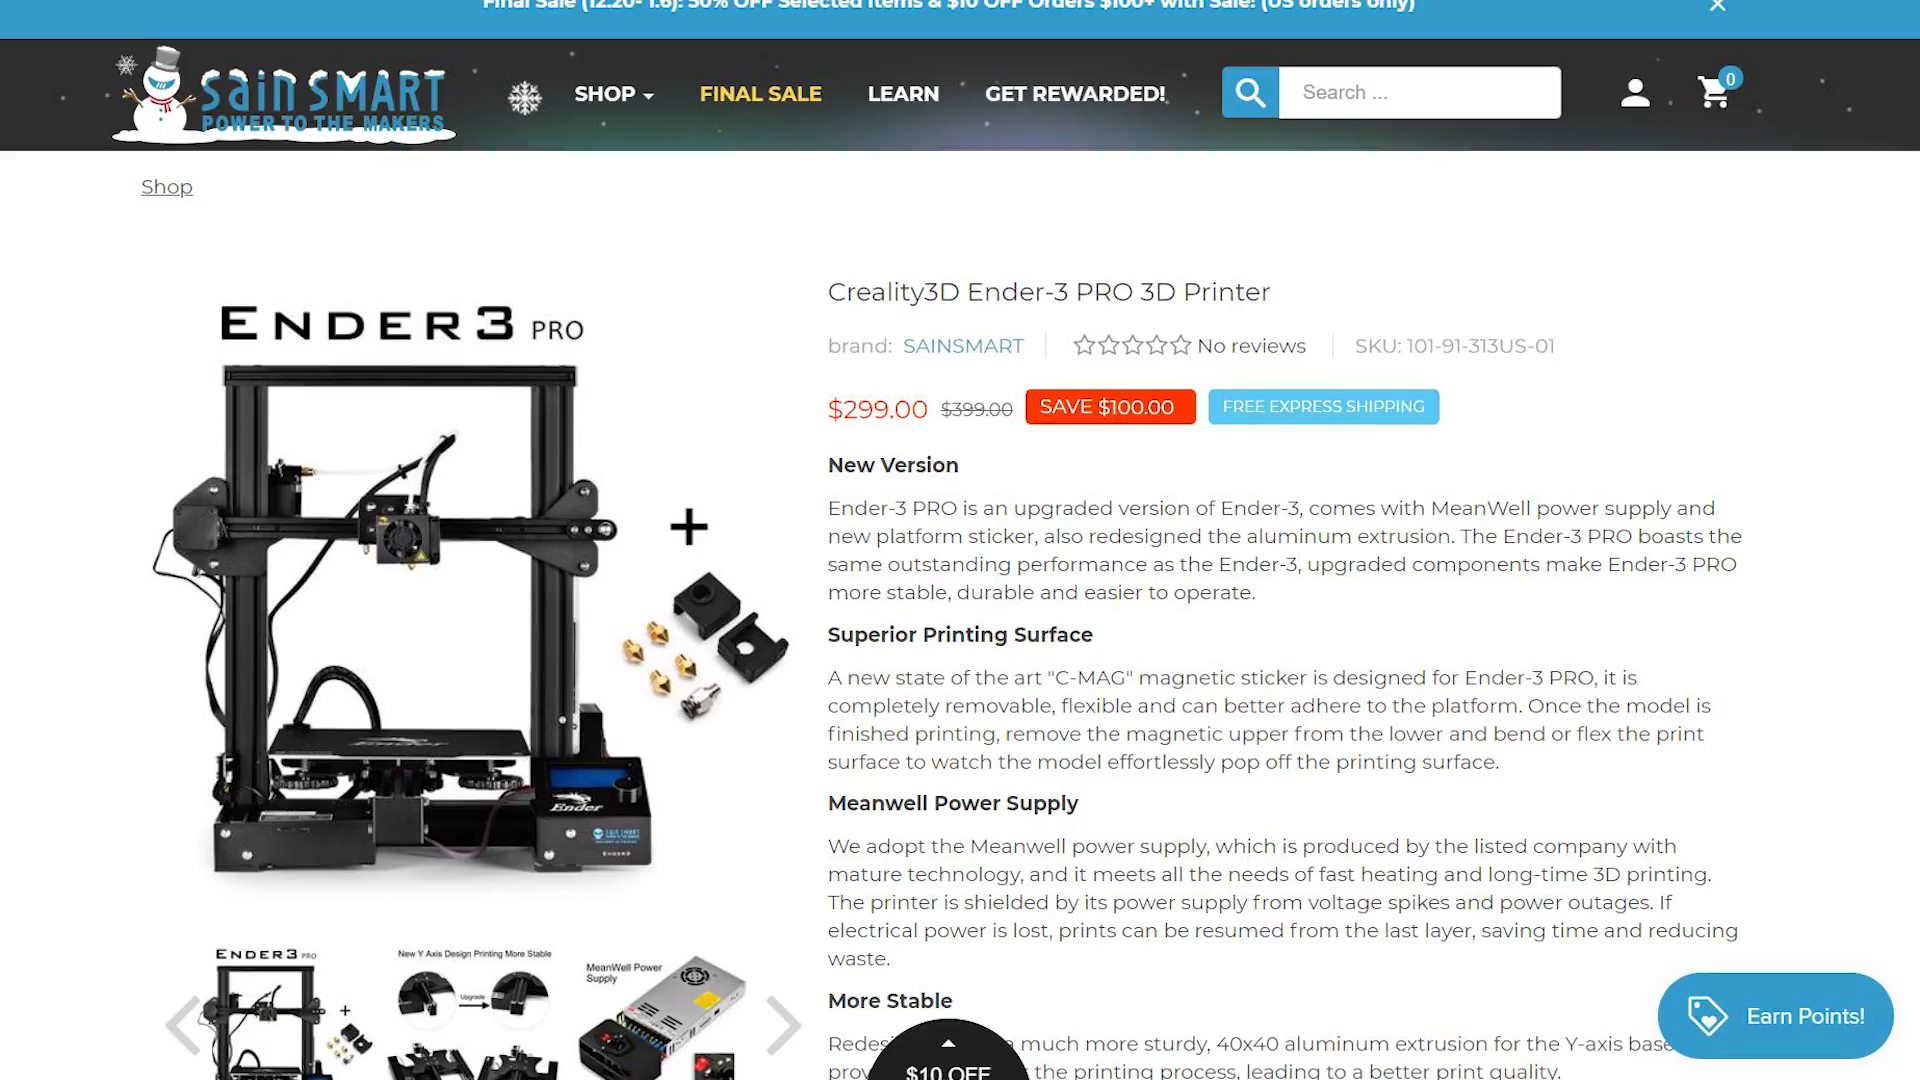 Final Sale (12.20- 1.6): 50% OFF Selected Items & $10 OFF Orders $100+ with Sale! (US orders only)
SainSMART
POWER TO THE MAKERS
SHOP
FINAL SALE
LEARN
GET REWARDED!
Search ...
0
Shop
ENDER3 PRO
Ender
Ender
SainSMART
ENDER3
Creality3D Ender-3 PRO 3D Printer
brand: SAINSMART
No reviews
SKU: 101-91-313US-01
$299.00 $399.00 SAVE $100.00 FREE EXPRESS SHIPPING
New Version
Ender-3 PRO is an upgraded version of Ender-3, comes with MeanWell power supply and
new platform sticker, also redesigned the aluminum extrusion. The Ender-3 PRO boasts the
same outstanding performance as the Ender-3, upgraded components make Ender-3 PRO
more stable, durable and easier to operate.
Superior Printing Surface
A new state of the art "C-MAG" magnetic sticker is designed for Ender-3 PRO, it is
completely removable, flexible and can better adhere to the platform. Once the model is
finished printing, remove the magnetic upper from the lower and bend or flex the print
surface to watch the model effortlessly pop off the printing surface.
Meanwell Power Supply
We adopt the Meanwell power supply, which is produced by the listed company with
mature technology, and it meets all the needs of fast heating and long-time 3D printing.
The printer is shielded by its power supply from voltage spikes and power outages. If
electrical power is lost, prints can be resumed from the last layer, saving time and reducing
waste.
More Stable
much more sturdy, 40x40 aluminum extrusion for the Y-axis base
the printing process, leading to a better print quality.
ENDER3 PRO
New Y Axis Design Printing More Stable
Upgrade
MeanWell Power
Supply
$10 OFF
Earn Points!